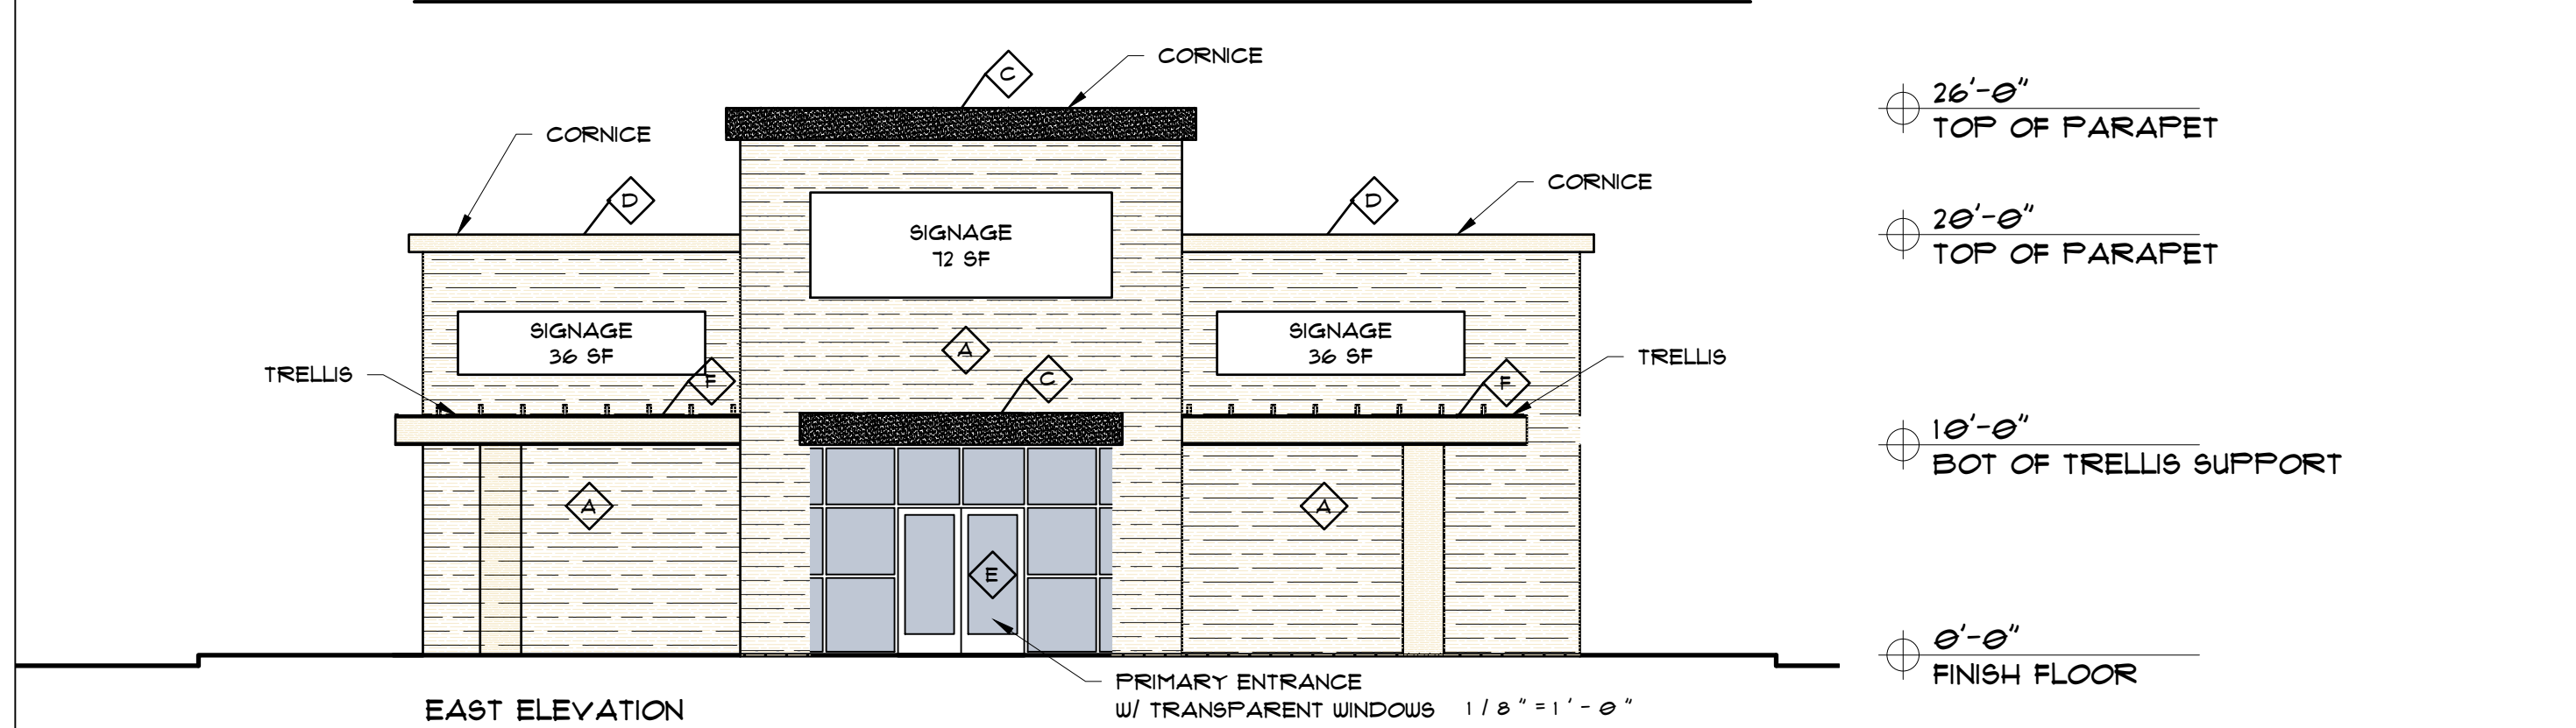 C
CORNICE
CORNICE
D
D
CORNICE
SIGNAGE
72 SF
SIGNAGE
36 SF
SIGNAGE
36 SF
A
TRELLIS
F
C
F
TRELLIS
A
A
E
PRIMARY ENTRANCE
W/ TRANSPARENT WINDOWS
1/8"=1'-0"
EAST ELEVATION
26'-0"
TOP OF PARAPET
20'-0"
TOP OF PARAPET
10'-0"
BOT OF TRELLIS SUPPORT
0'-0"
FINISH FLOOR